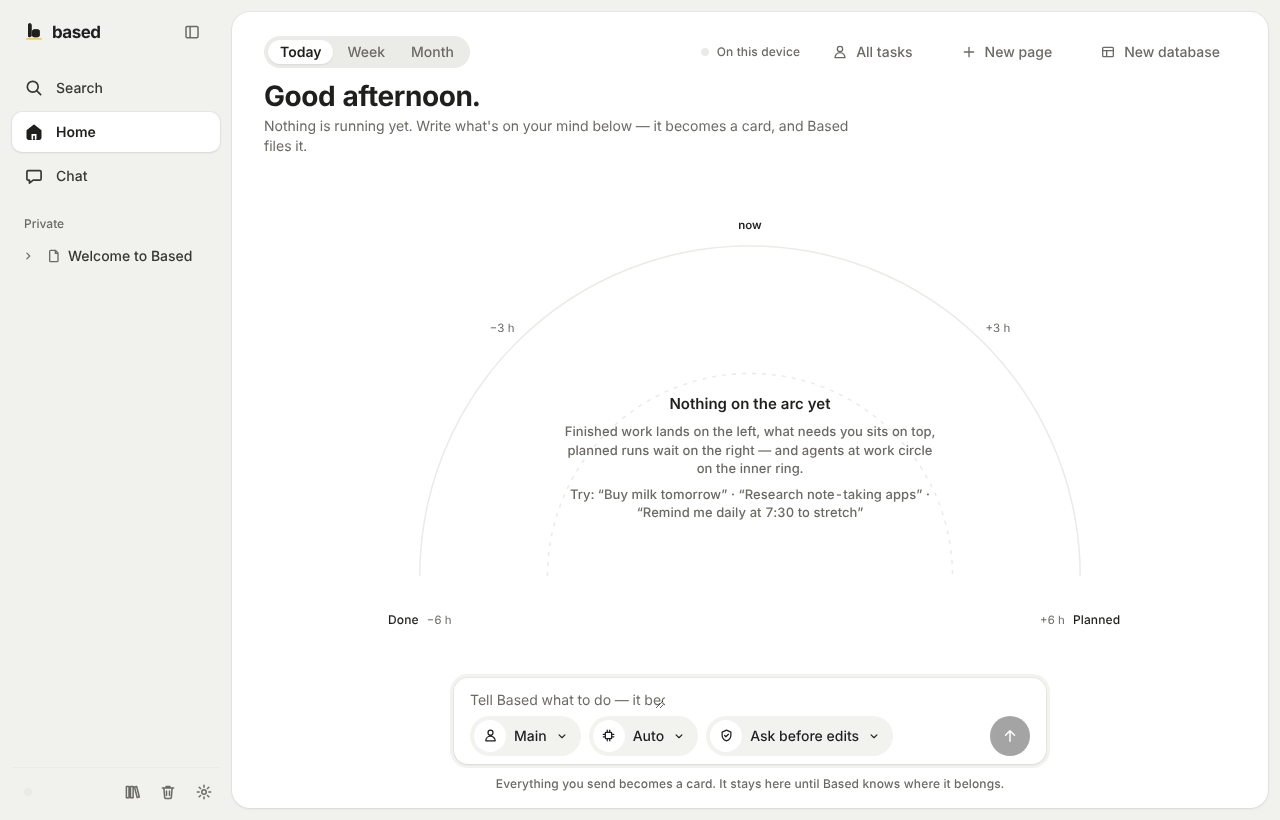 based
Search
Home
Chat
Private
Welcome to Based
Today Week Month
On this device
All tasks
New page
New database
Good afternoon.
Nothing is running yet. Write what's on your mind below — it becomes a card, and Based
files it.
now
−3 h
+3 h
Nothing on the arc yet
Finished work lands on the left, what needs you sits on top,
planned runs wait on the right — and agents at work circle
on the inner ring.
Try: “Buy milk tomorrow” · “Research note-taking apps” ·
“Remind me daily at 7:30 to stretch”
Done −6 h
+6 h Planned
Tell Based what to do — it
Main
Auto
Ask before edits
Everything you send becomes a card. It stays here until Based knows where it belongs.